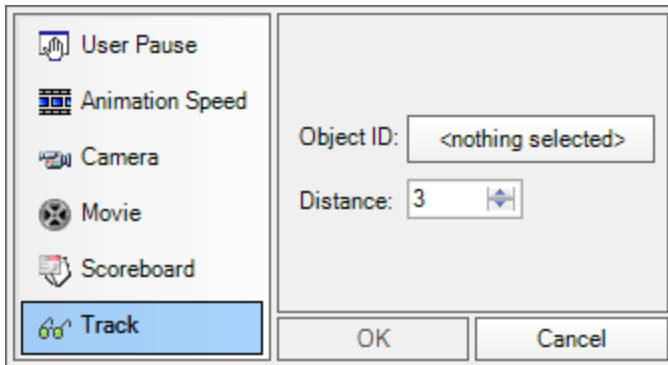 User Pause
Animation Speed
Camera
Movie
Scoreboard
Track
Object ID: <nothing selected>
Distance: 3
OK Cancel